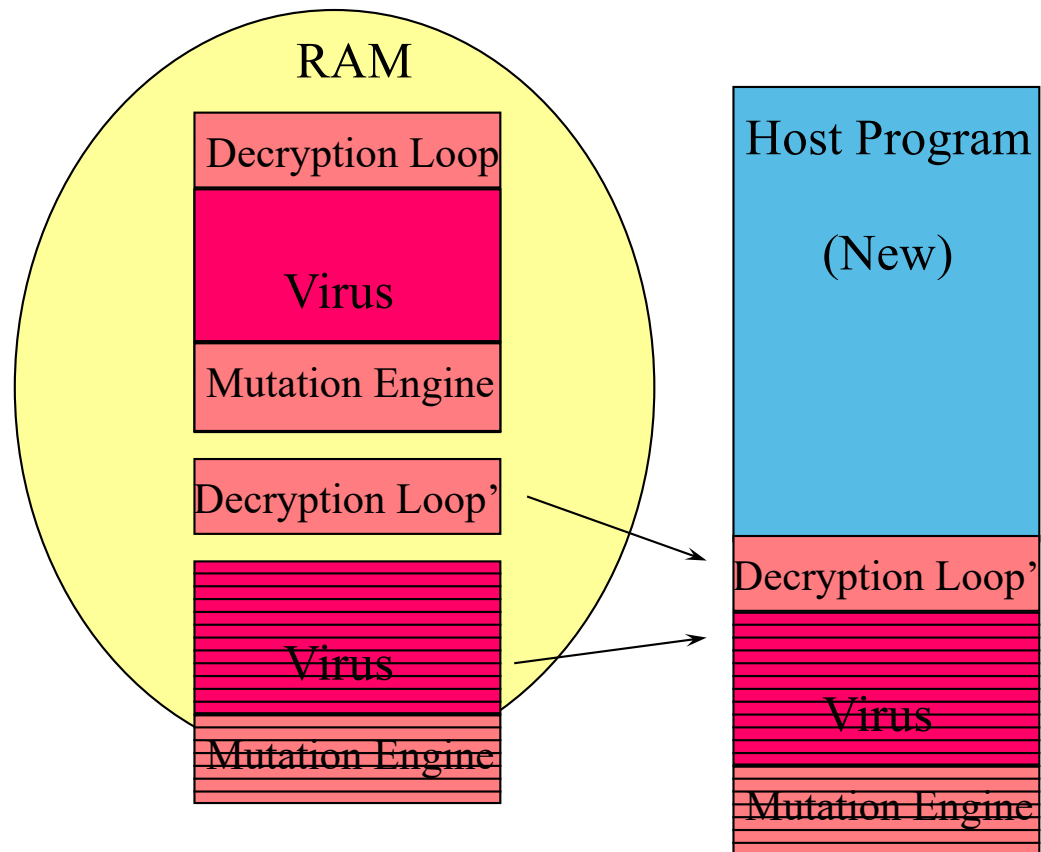 RAM
Decryption Loop
Virus
Mutation Engine
Decryption Loop’
Virus
Mutation Engine
Host Program
(New)
Decryption Loop’
Virus
Mutation Engine